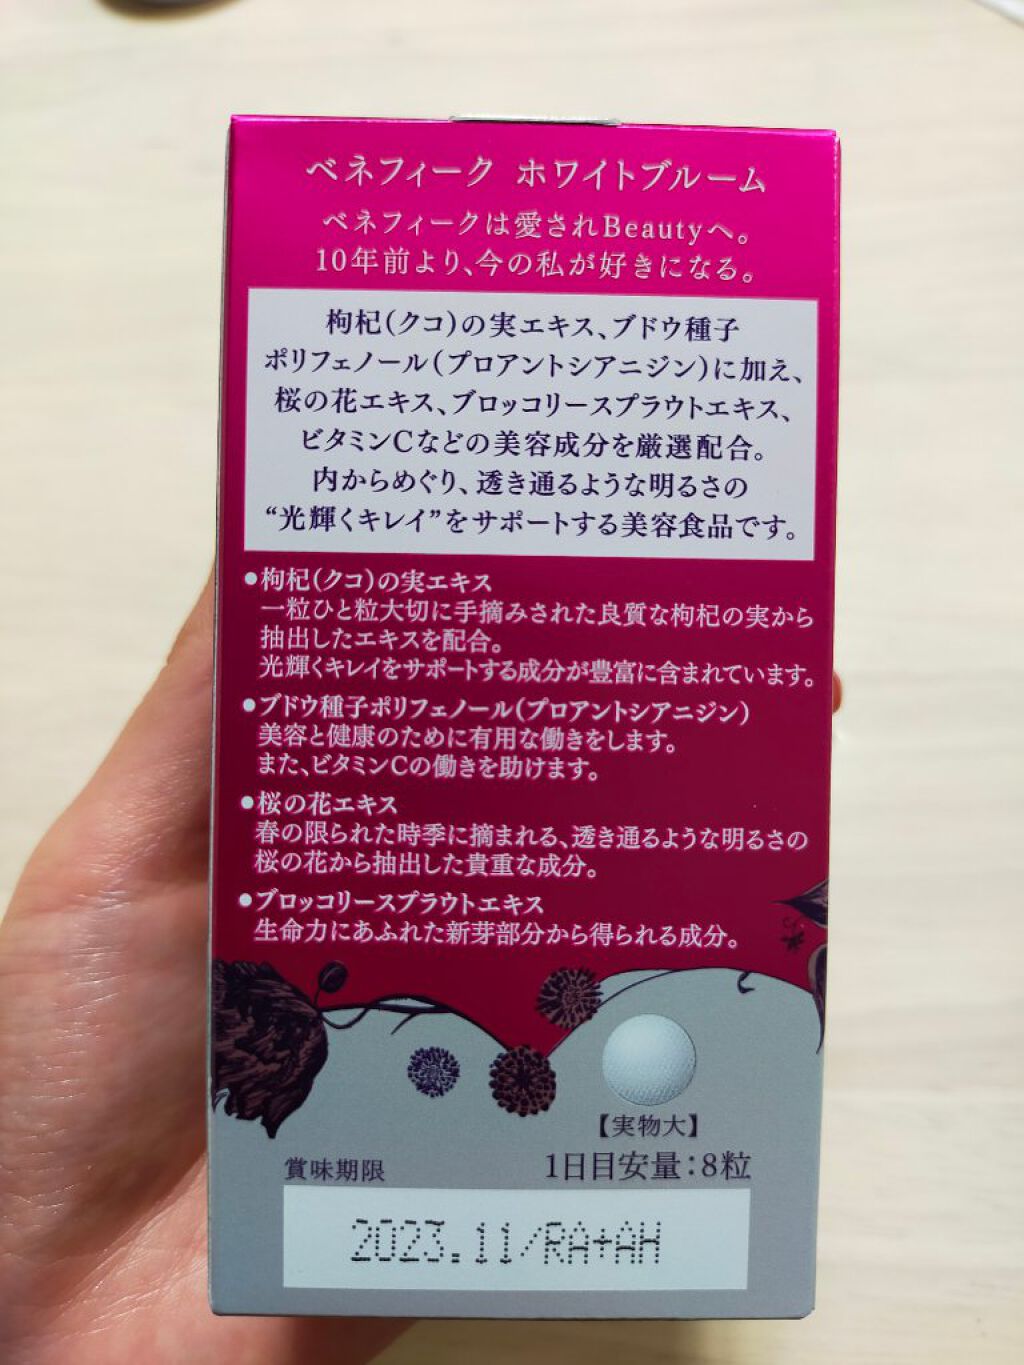 ベネフィーク ホワイトブルーム
ベネフィークは愛されBeautyへ。
10年前より、今の私が好きになる。
枸杞(クコ)の実エキス、ブドウ種子
ポリフェノール(プロアントシアニジン)に加え、
桜の花エキス、ブロッコリースプラウトエキス、
ビタミンCなどの美容成分を厳選配合。
内からめぐり、透き通るような明るさの
“光輝くキレイ”をサポートする美容食品です。
●枸杞(クコ)の実エキス
一粒ひと粒大切に手摘みされた良質な枸杞の実から
抽出したエキスを配合。
光輝くキレイをサポートする成分が豊富に含まれています。
●ブドウ種子ポリフェノール(プロアントシアニジン)
美容と健康のために有用な働きをします。
また、ビタミンCの働きを助けます。
●桜の花エキス
春の限られた時季に摘まれる、透き通るような明るさの
桜の花から抽出した貴重な成分。
●ブロッコリースプラウトエキス
生命力にあふれた新芽部分から得られる成分。
【実物大】
1日目安量:8粒
賞味期限
2023.11/RA+AH